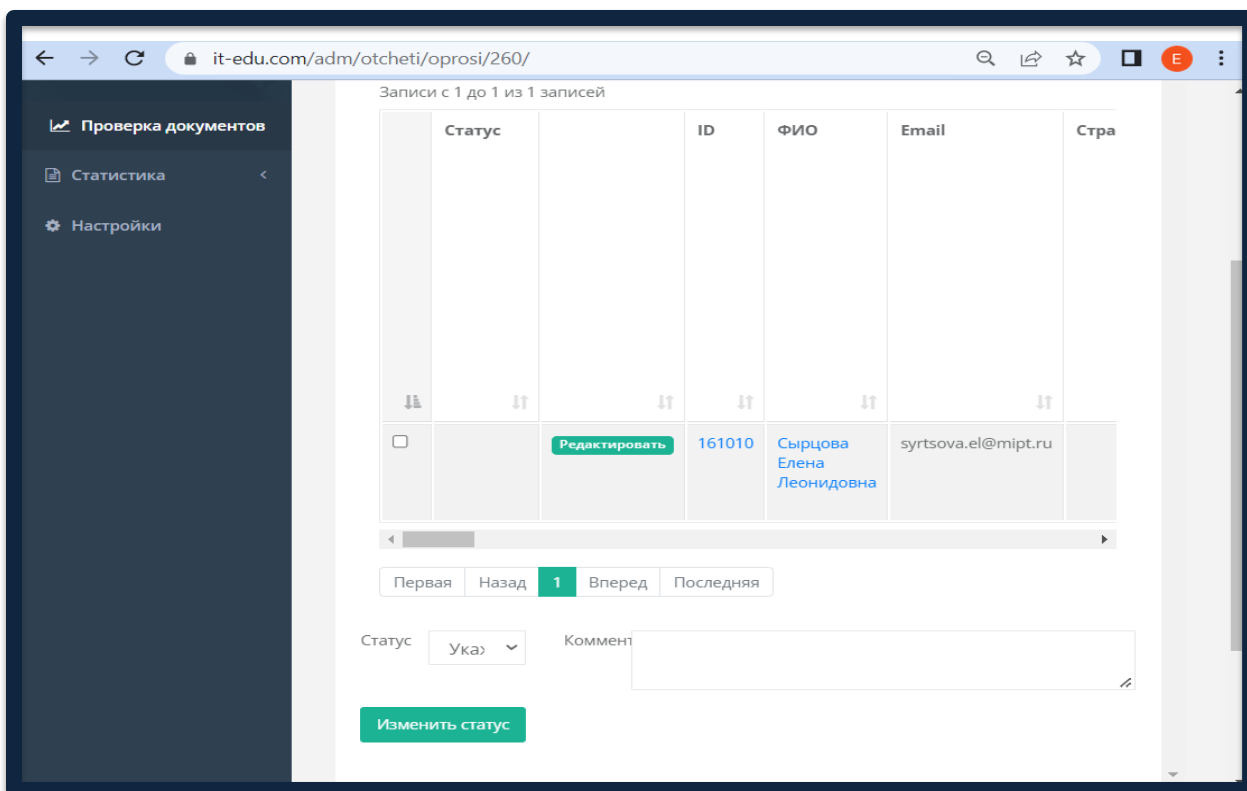 it-edu.com/adm/otcheti/oprosi/260/
E
Проверка документов
Статистика
Настройки
Записи с 1 до 1 из 1 записей
Статус ID ФИО Email Стра
Редактировать 161010 Сырцова syrtsova.el@mipt.ru
Елена
Леонидовна
Первая Назад 1 Вперед Последняя
Статус Ука Коммент
Изменить статус